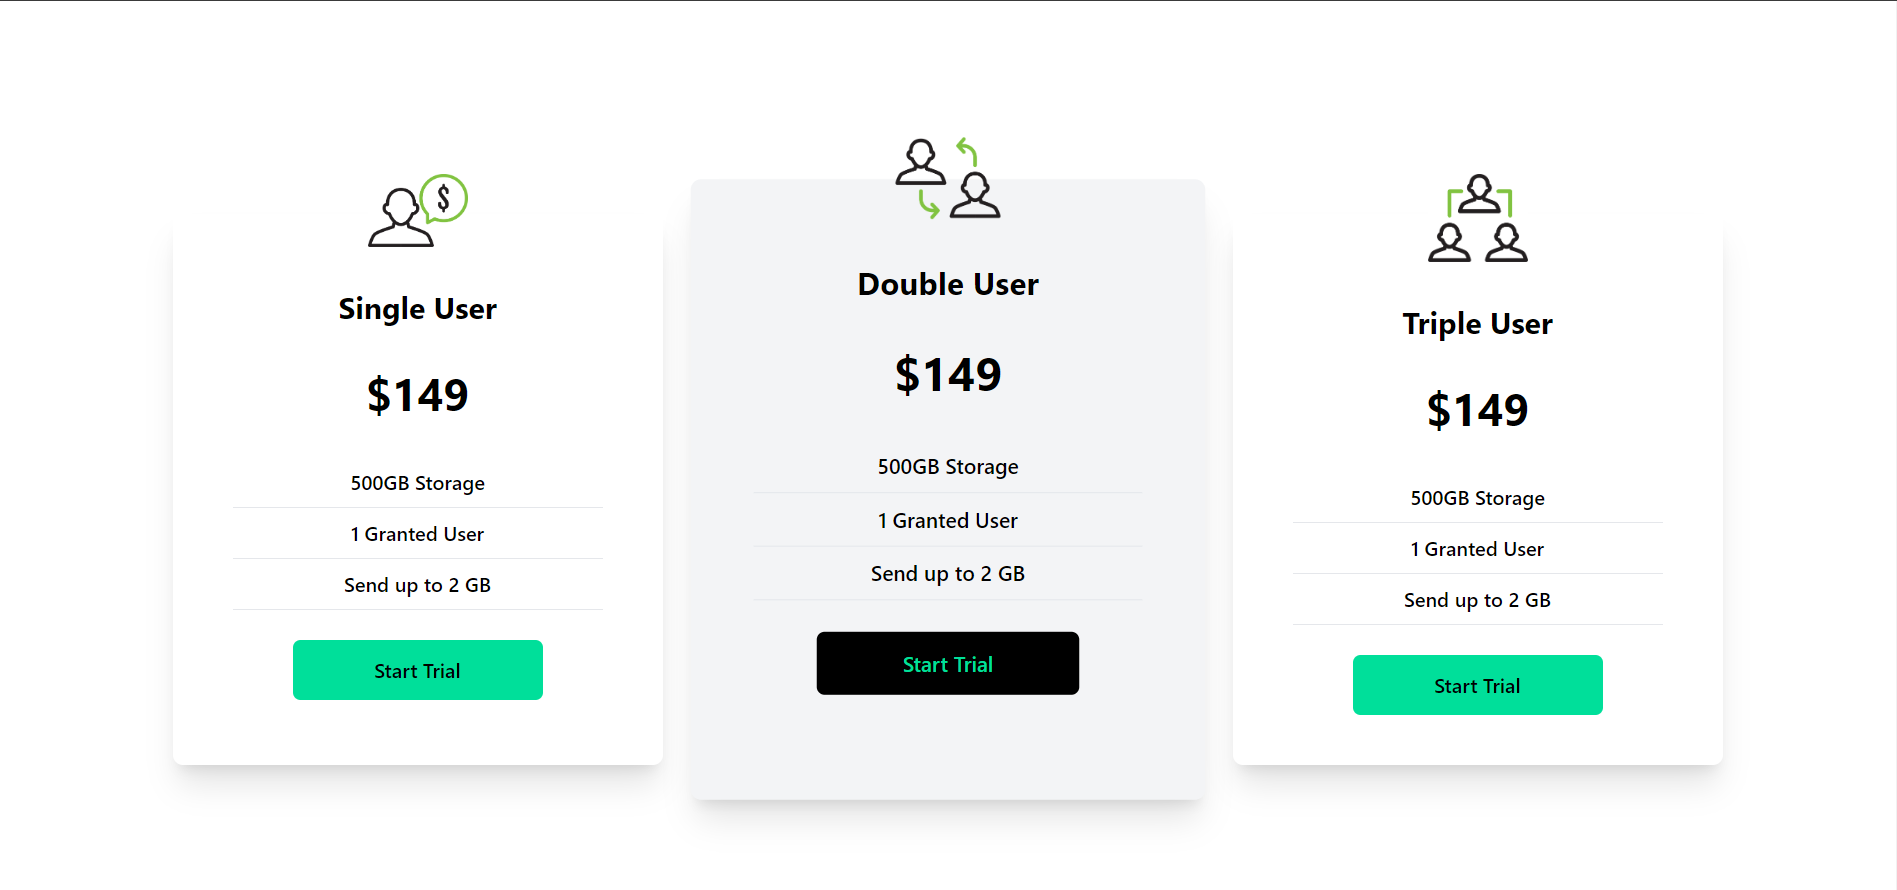 $
Single User
$149
500GB Storage
1 Granted User
Send up to 2 GB
Start Trial
Double User
$149
500GB Storage
1 Granted User
Send up to 2 GB
Start Trial
Triple User
$149
500GB Storage
1 Granted User
Send up to 2 GB
Start Trial